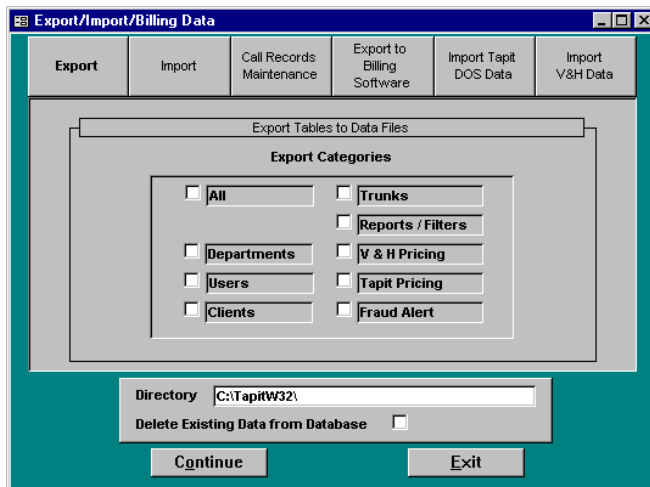 Export/Import/Billing Data
Export
Import
Call Records
Maintenance
Export to
Billing
Software
Import Tapit
DOS Data
Import
V&H Data
Export Tables to Data Files
Export Categories
All
Trunks
Reports / Filters
Departments
V & H Pricing
Users
Tapit Pricing
Clients
Fraud Alert
Directory C:\TapitW32\
Delete Existing Data from Database
Continue
Exit